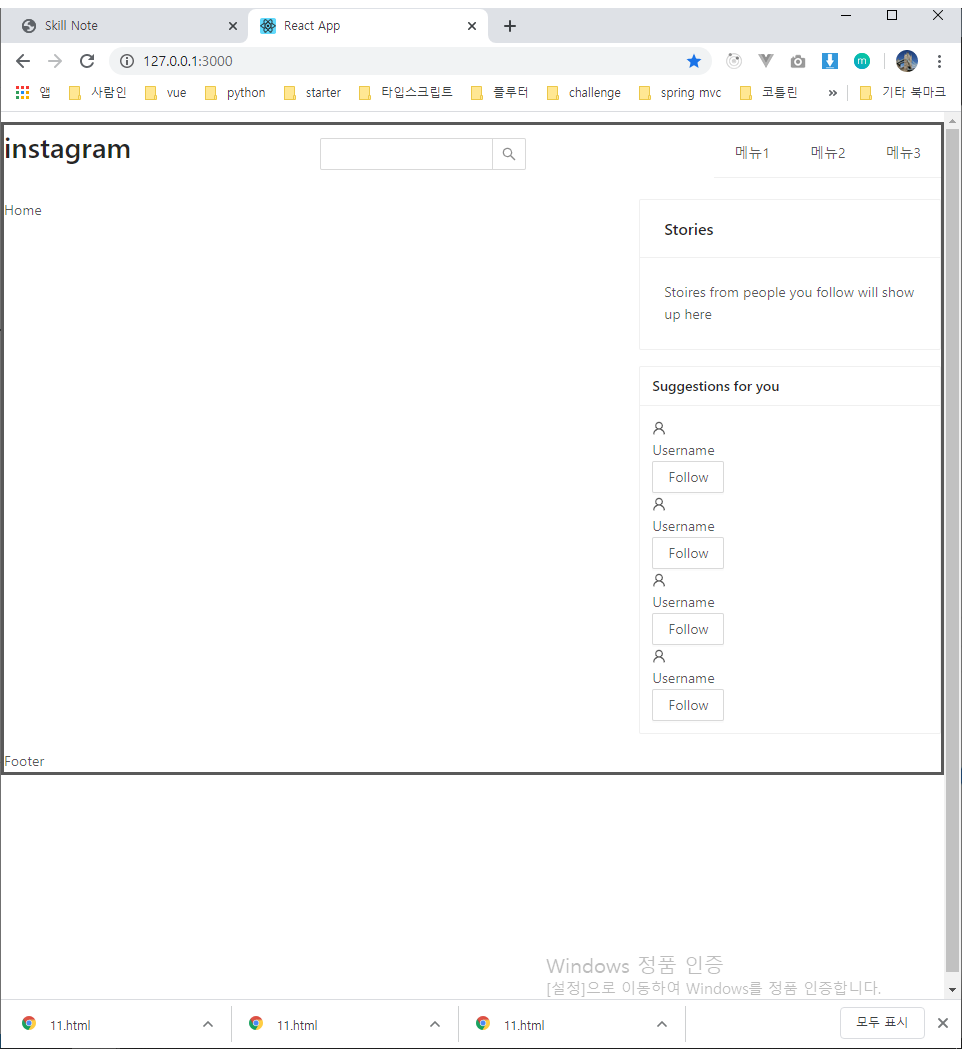 Skill Note
React App
127.0.0.1:3000
앱 사람인 vue python starter 타입스크립트 플루터 challenge spring mvc 코틀린 » 기타 북마크
instagram
메뉴1 메뉴2 메뉴3
Home
Stories
Stoires from people you follow will show
up here
Suggestions for you
Username
Follow
Username
Follow
Username
Follow
Username
Follow
Footer
Windows 정품 인증
[설정]으로 이동하여 Windows를 정품 인증합니다.
11.html 11.html 11.html 모두 표시